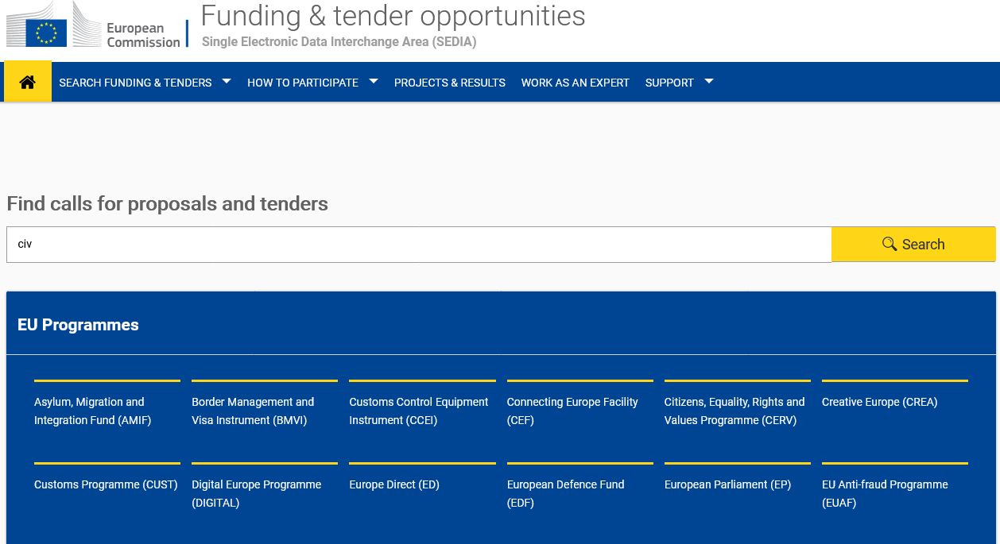 European
Commission
Funding & tender opportunities
Single Electronic Data Interchange Area (SEDIA)
SEARCH FUNDING & TENDERS HOW TO PARTICIPATE PROJECTS & RESULTS WORK AS AN EXPERT SUPPORT
Find calls for proposals and tenders
civ
Search
EU Programmes
Asylum, Migration and
Integration Fund (AMIF)
Border Management and
Visa Instrument (BMVI)
Customs Control Equipment
Instrument (CCEI)
Connecting Europe Facility
(CEF)
Citizens, Equality, Rights and
Values Programme (CERV)
Creative Europe (CREA)
Customs Programme (CUST)
Digital Europe Programme
(DIGITAL)
Europe Direct (ED)
European Defence Fund
(EDF)
European Parliament (EP)
EU Anti-fraud Programme
(EUAF)